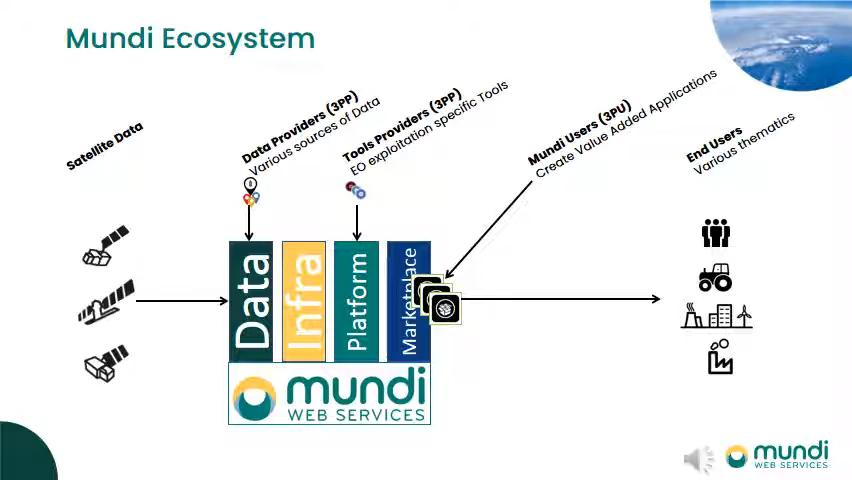 Mundi Ecosystem
Satellite Data
Data Providers (3PP)
Various sources of Data
Tools Providers (3PP)
EO exploitation specific Tools
Mundi Users (3PU)
Create Value Added Applications
End Users
Various thematics
Data
Infra
Platform
Marketplace
mundi
WEB SERVICES
mundi
WEB SERVICES